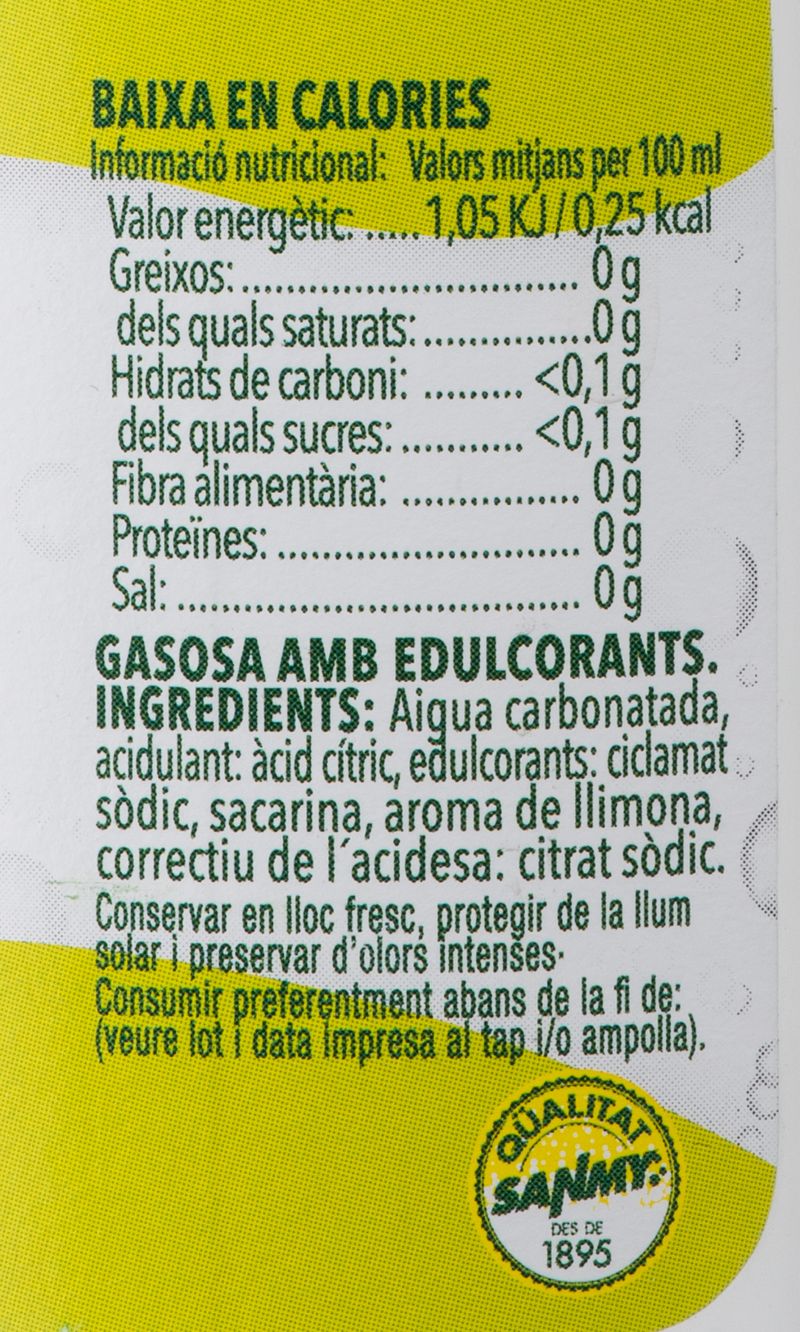 BAIXA EN CALORIES
Informació nutricional: Valors mitjans per 100 ml
Valor energètic: ..... 1,05 KJ / 0,25 kcal
Greixos: ............................... 0 g
dels quals saturats: ................0 g
Hidrats de carboni: ......... <0,1 g
dels quals sucres: ............ <0,1 g
Fibra alimentària: ................. 0 g
Proteïnes: ............................ 0 g
Sal: ...................................... 0 g
GASOSA AMB EDULCORANTS.
INGREDIENTS: Aigua carbonatada,
acidulant: àcid cítric, edulcorants: ciclamat
sòdic, sacarina, aroma de llimona,
correctiu de l´acidesa: citrat sòdic.
Conservar en lloc fresc, protegir de la llum
solar i preservar d'olors intenses.
Consumir preferentment abans de la fi de:
(veure lot i data impresa al tap i/o ampolla).
QÜALITAT
SANMY
DES DE
1895